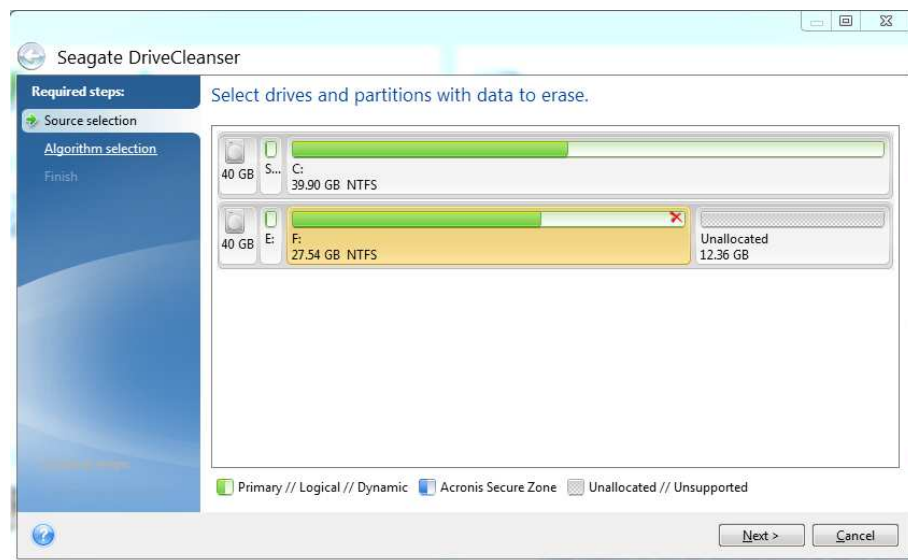 Seagate DriveCleanser
Required steps:
Source selection
Algorithm selection
Finish
Select drives and partitions with data to erase.
40 GB
S...
C:
39.90 GB NTFS
40 GB
E:
F:
27.54 GB NTFS
Unallocated
12.36 GB
Primary // Logical // Dynamic
Acronis Secure Zone
Unallocated // Unsupported
?
Next >
Cancel